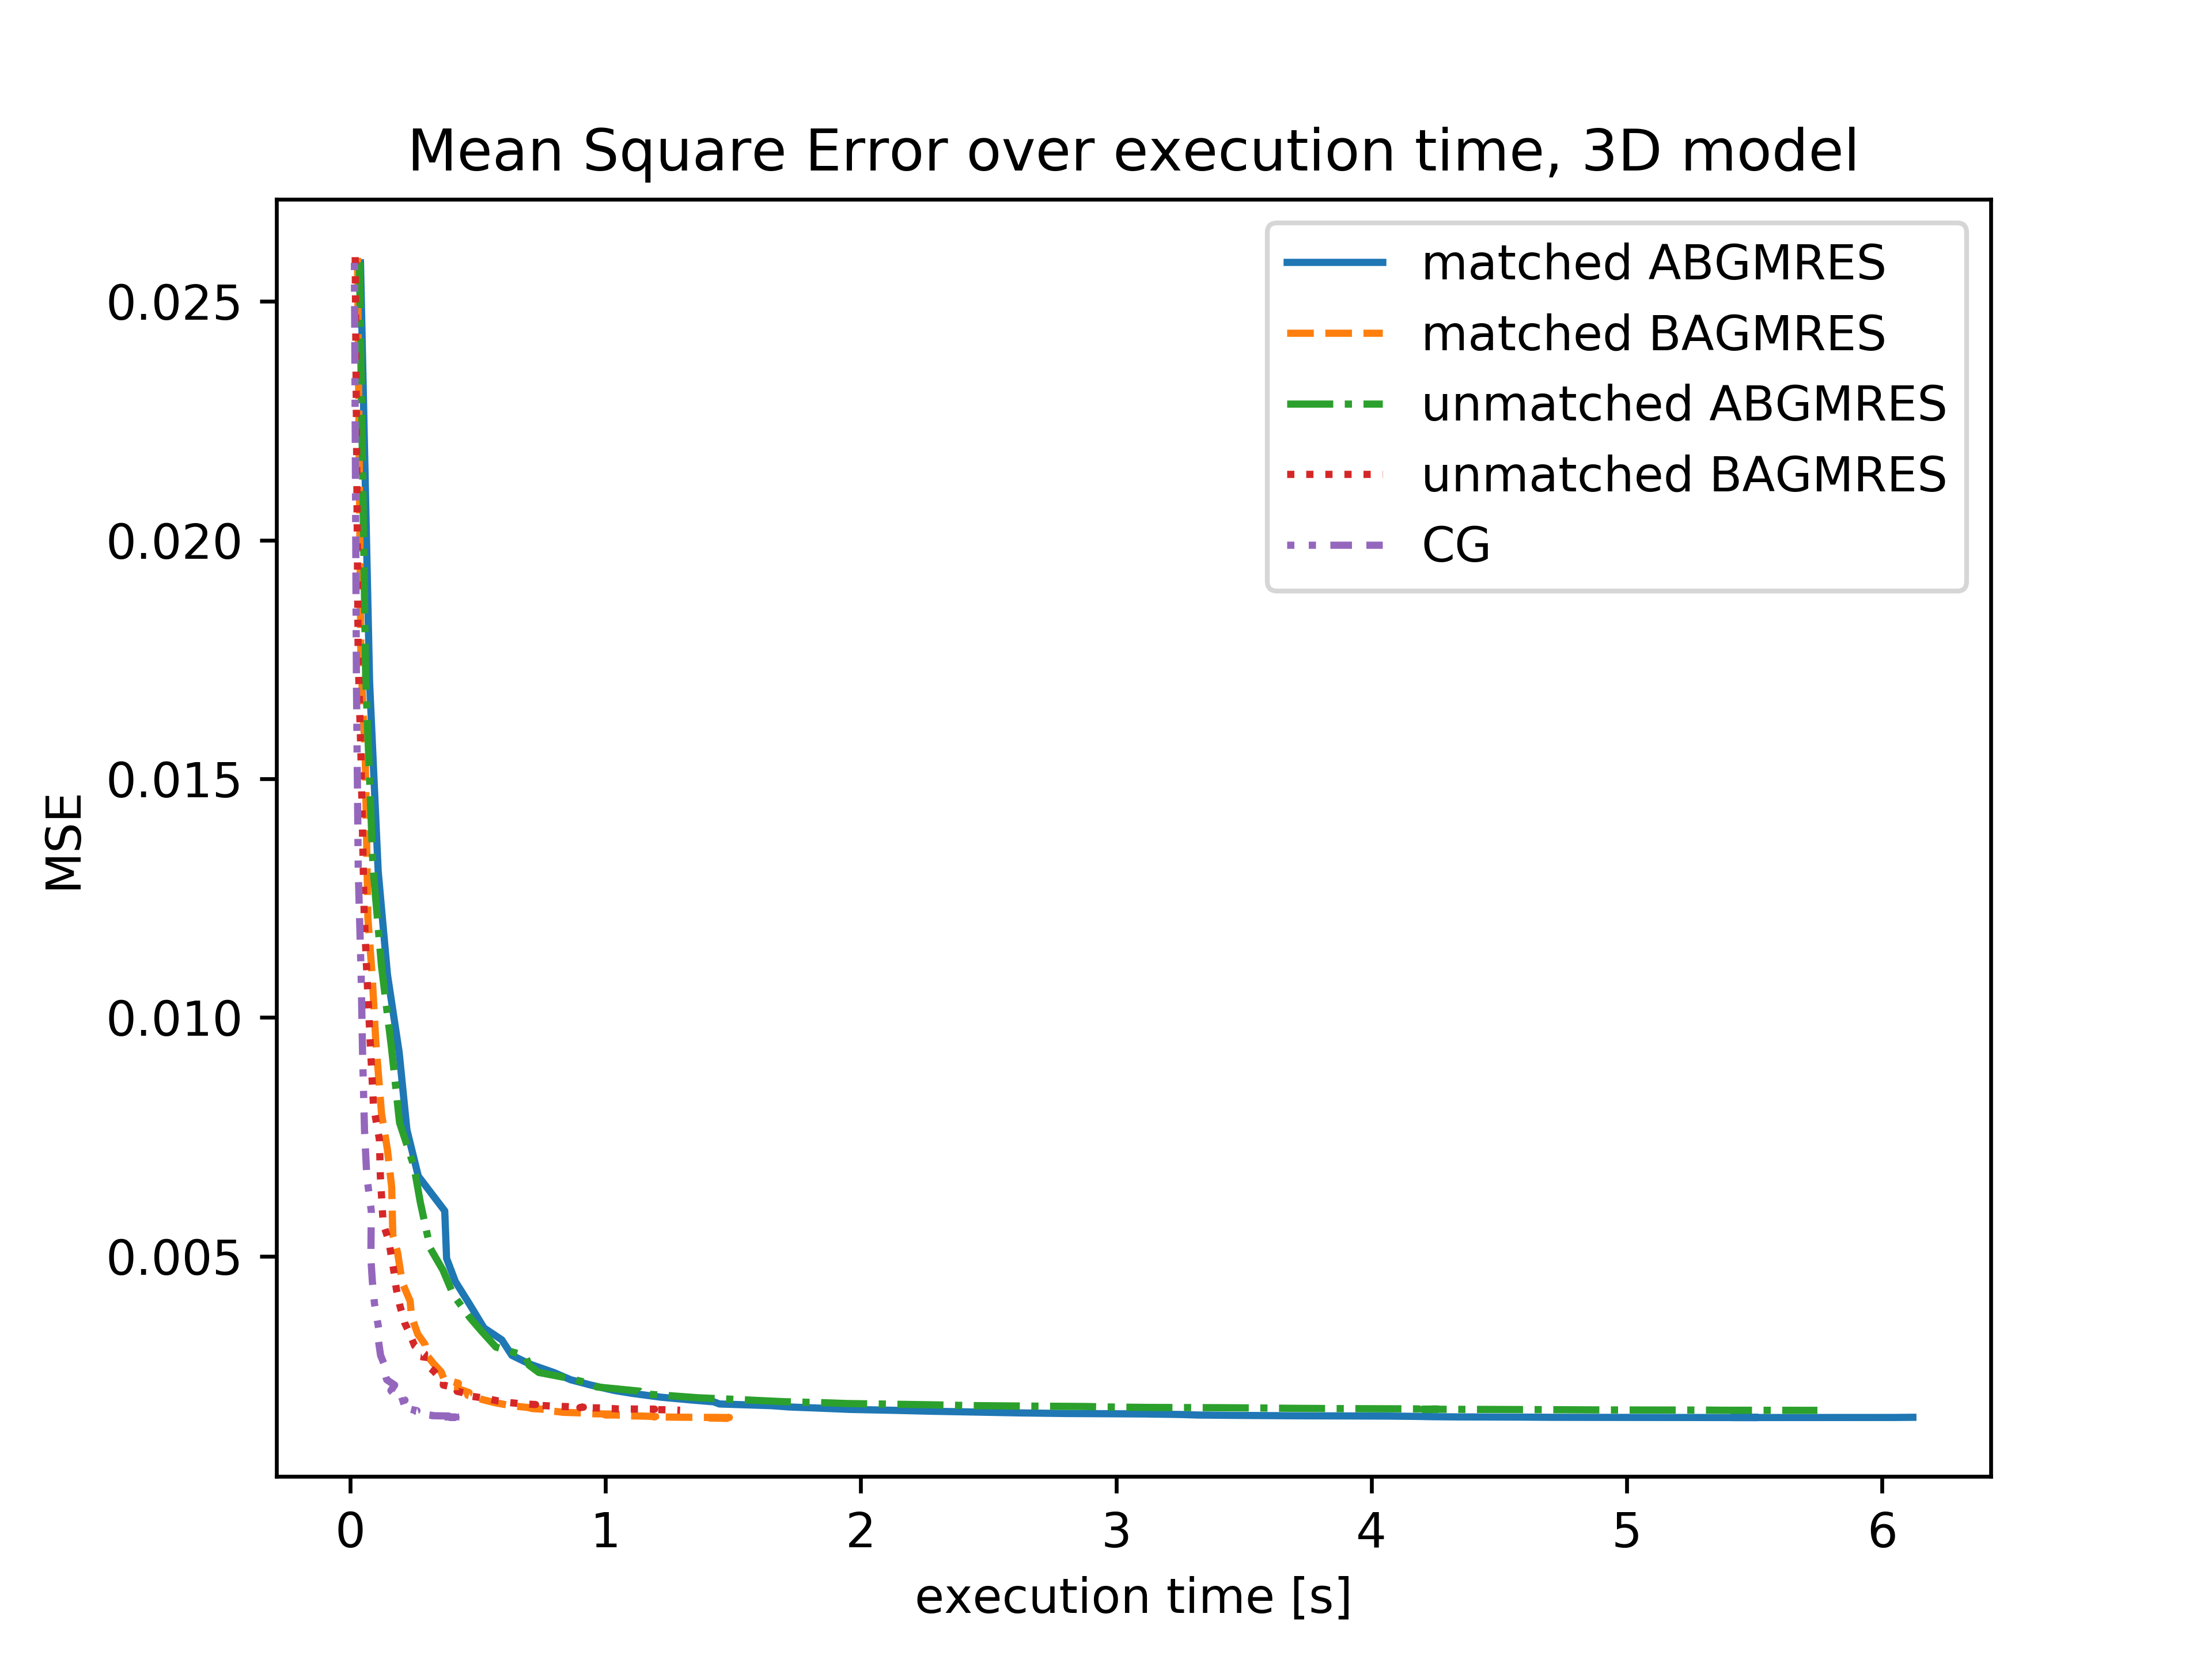 Mean Square Error over execution time, 3D model
matched ABGMRES
matched BAGMRES
unmatched ABGMRES
unmatched BAGMRES
CG
MSE
0.025
0.020
0.015
0.010
0.005
0 1 2 3 4 5 6
execution time [s]